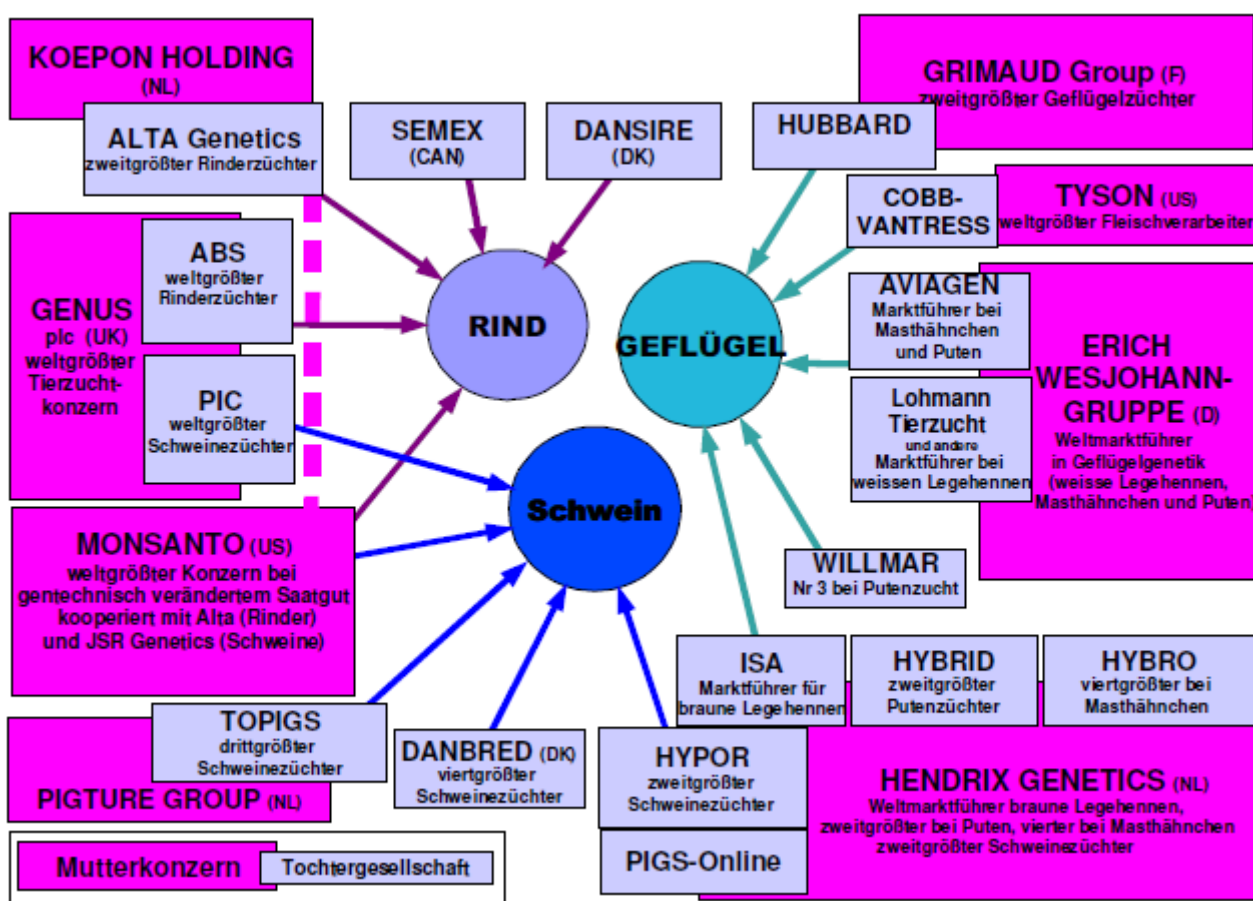 KOEPON HOLDING
(NL)
ALTA Genetics
zweitgrößter Rinderzüchter
SEMEX
(CAN)
DANSIRE
(DK)
HUBBARD
GRIMAUD Group (F)
zweitgrößter Geflügelzüchter
COBB-
VANTRESS
TYSON (US)
weltgrößter Fleischverarbeiter
GENUS
plc (UK)
weltgrößter
Tierzucht-
konzern
ABS
weltgrößter
Rinderzüchter
PIC
weltgrößter
Schweinezüchter
RIND
GEFLÜGEL
Schwein
AVIAGEN
Marktführer bei
Masthähnchen
und Puten
Lohmann
Tierzucht
und andere
Marktführer bei
weissen Legehennen
ERICH
WESJOHANN-
GRUPPE (D)
Weltmarktführer
in Geflügelgenetik
(weisse Legehennen,
Masthähnchen und Puten)
MONSANTO (US)
weltgrößter Konzern bei
gentechnisch verändertem Saatgut
kooperiert mit Alta (Rinder)
und JSR Genetics (Schweine)
WILLMAR
Nr 3 bei Putenzucht
ISA
Marktführer für
braune Legehennen
HYBRID
zweitgrößter
Putenzüchter
HYBRO
viertgrößter bei
Masthähnchen
TOPIGS
drittgrößter
Schweinezüchter
PIGTURE GROUP (NL)
DANBRED (DK)
viertgrößter
Schweinezüchter
HYPOR
zweitgrößter
Schweinezüchter
PIGS-Online
HENDRIX GENETICS (NL)
Weltmarktführer braune Legehennen,
zweitgrößter bei Puten, vierter bei Masthähnchen
zweitgrößter Schweinezüchter
Mutterkonzern
Tochtergesellschaft